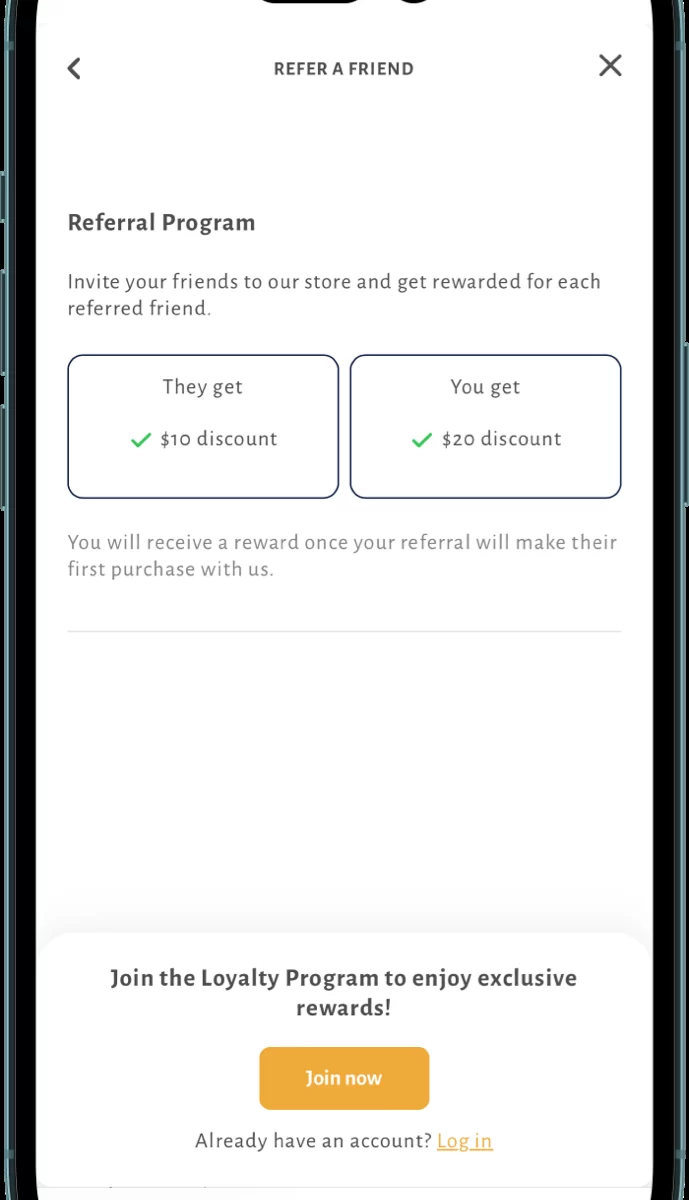 REFER A FRIEND
Referral Program
Invite your friends to our store and get rewarded for each
referred friend.
They get
$10 discount
You get
$20 discount
You will receive a reward once your referral will make their
first purchase with us.
Join the Loyalty Program to enjoy exclusive
rewards!
Join now
Already have an account? Log in